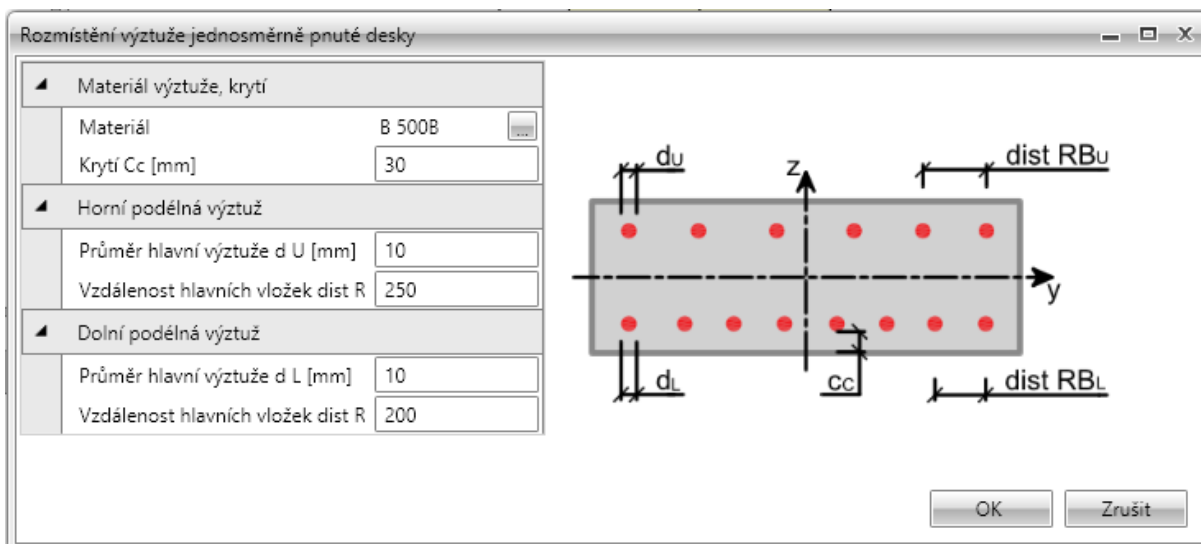 Rozmístění výztuže jednosměrně pnuté desky
Materiál výztuže, krytí
Materiál B 500B ...
Krytí Cc [mm] 30
Horní podélná výztuž
Průměr hlavní výztuže d U [mm] 10
Vzdálenost hlavních vložek dist R 250
Dolní podélná výztuž
Průměr hlavní výztuže d L [mm] 10
Vzdálenost hlavních vložek dist R 200
dU
z
dist RBU
y
dL
cc
dist RBL
OK
Zrušit